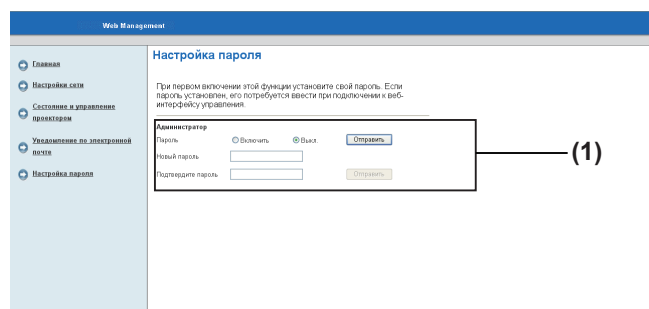 Web Management
Главная
Настройки сети
Состояние и управление
проектором
Уведомление по электронной
почте
Настройка пароля
Настройка пароля
При первом включении этой функции установите свой пароль. Если
пароль установлен, его потребуется ввести при подключении к веб-
интерфейсу управления.
Администратор
Пароль Включить Выкл. Отправить
Новый пароль
Подтвердите пароль Отправить
(1)